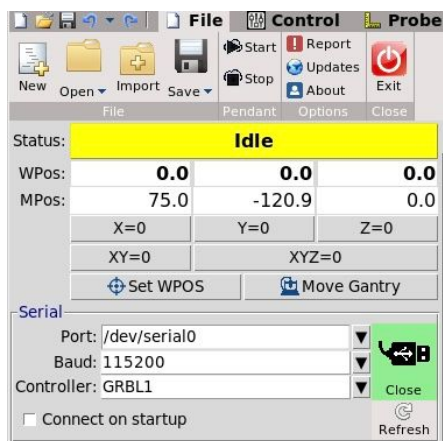 File Control Probe
New Open Import Save Start Stop Report Updates About Exit
File Pendant Options Close
Status: Idle
WPos: 0.0 0.0 0.0
MPos: 75.0 -120.9 0.0
X=0 Y=0 Z=0
XY=0 XYZ=0
Set WPOS Move Gantry
Serial
Port: /dev/serial0
Baud: 115200
Controller: GRBL1
Close
Connect on startup
Refresh